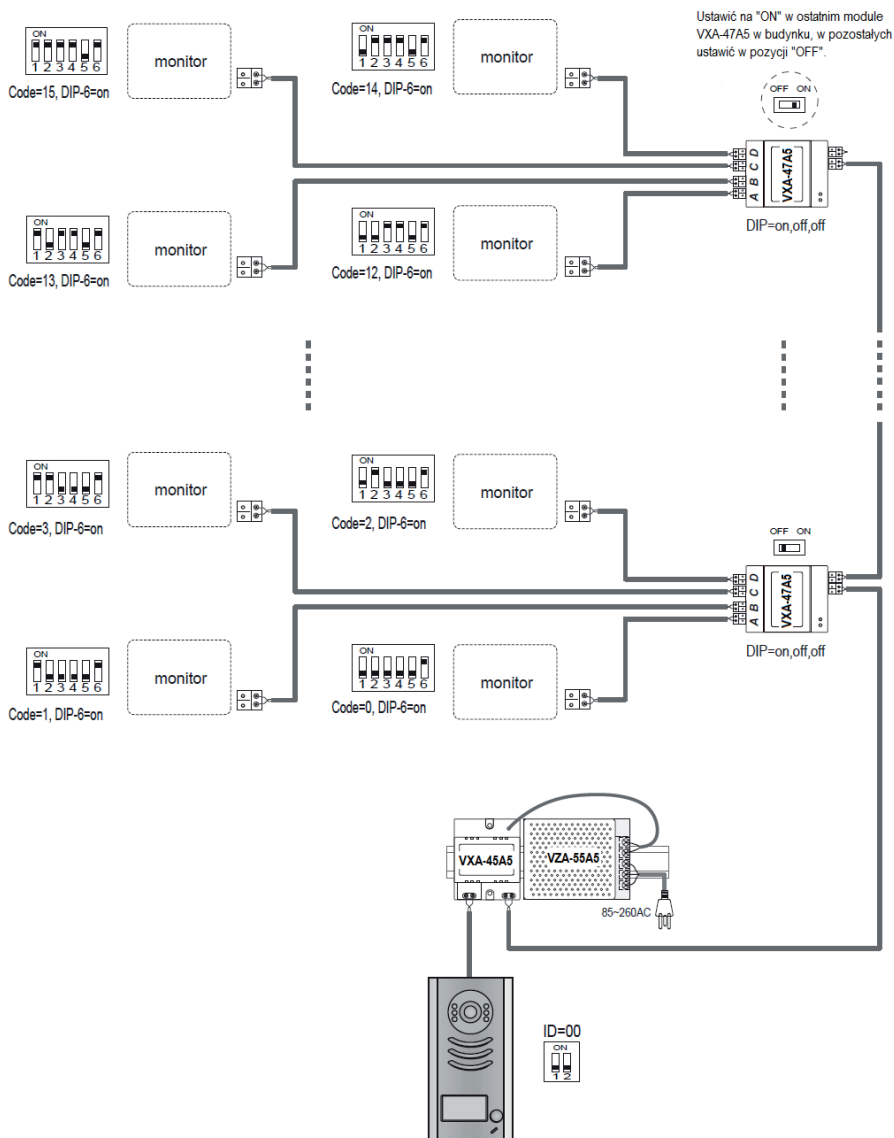 Ustawić na "ON" w ostatnim module
VXA-47A5 w budynku, w pozostałych
ustawić w pozycji "OFF".
ON
1 2 3 4 5 6
monitor
Code=15, DIP-6=on
ON
1 2 3 4 5 6
monitor
Code=14, DIP-6=on
OFF ON
A B C D
VXA-47A5
DIP=on,off,off
ON
1 2 3 4 5 6
monitor
Code=13, DIP-6=on
ON
1 2 3 4 5 6
monitor
Code=12, DIP-6=on
ON
1 2 3 4 5 6
monitor
Code=3, DIP-6=on
ON
1 2 3 4 5 6
monitor
Code=2, DIP-6=on
OFF ON
A B C D
VXA-47A5
DIP=on,off,off
ON
1 2 3 4 5 6
monitor
Code=1, DIP-6=on
ON
1 2 3 4 5 6
monitor
Code=0, DIP-6=on
VXA-45A5
VZA-55A5
85~260AC
ID=00
ON
1 2